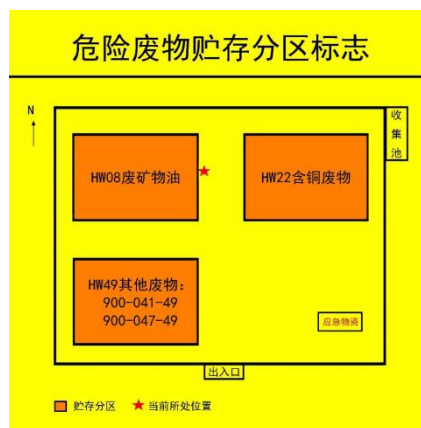 危险废物贮存分区标志
N
收
集
池
HW08废矿物油
HW22含铜废物
HW49其他废物：
900-041-49
900-047-49
应急物资
出入口
贮存分区 当前所处位置